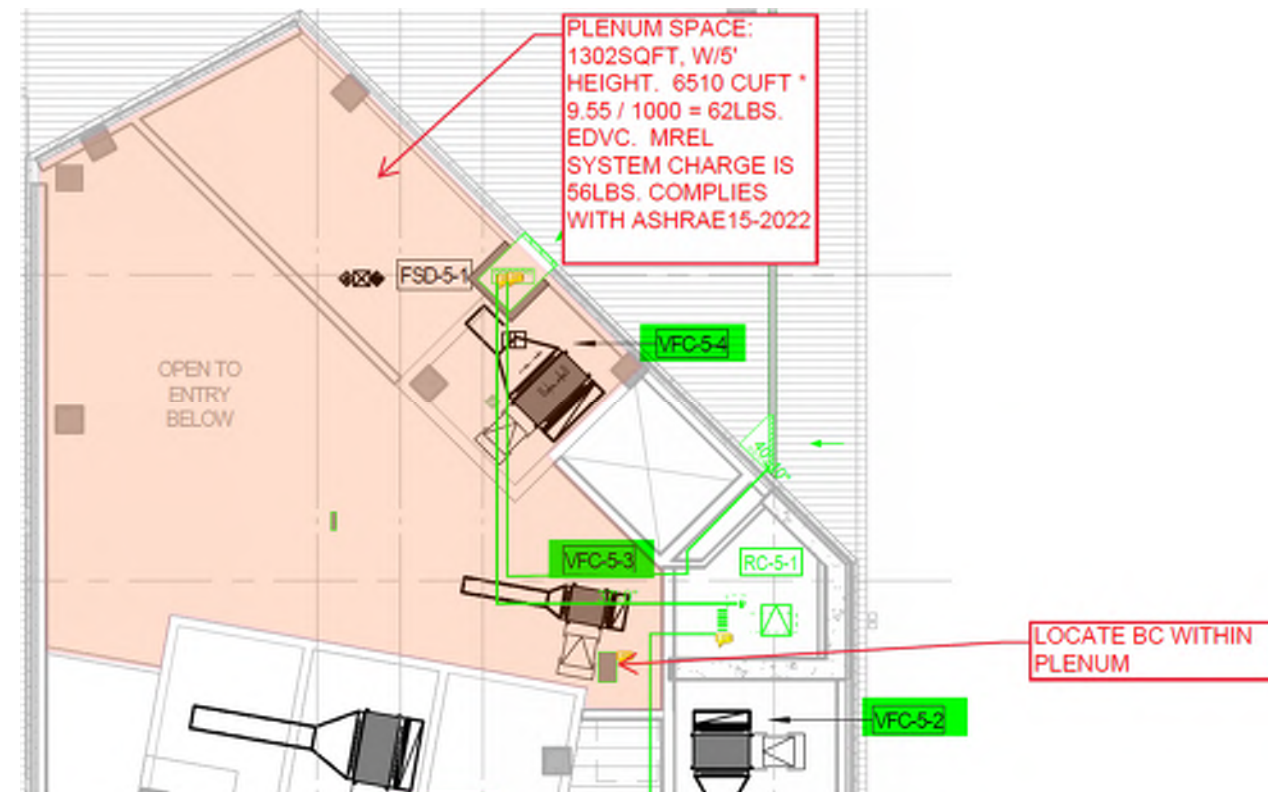 PLENUM SPACE:
1302SQFT, W/5'
HEIGHT.  6510 CUFT *
9.55 / 1000 = 62LBS.
EDVC.  MREL
SYSTEM CHARGE IS
56LBS. COMPLIES
WITH ASHRAE15-2022
FSD-5-1
VFC-5-4
OPEN TO
ENTRY
BELOW
VFC-5-3
RC-5-1
LOCATE BC WITHIN
PLENUM
VFC-5-2